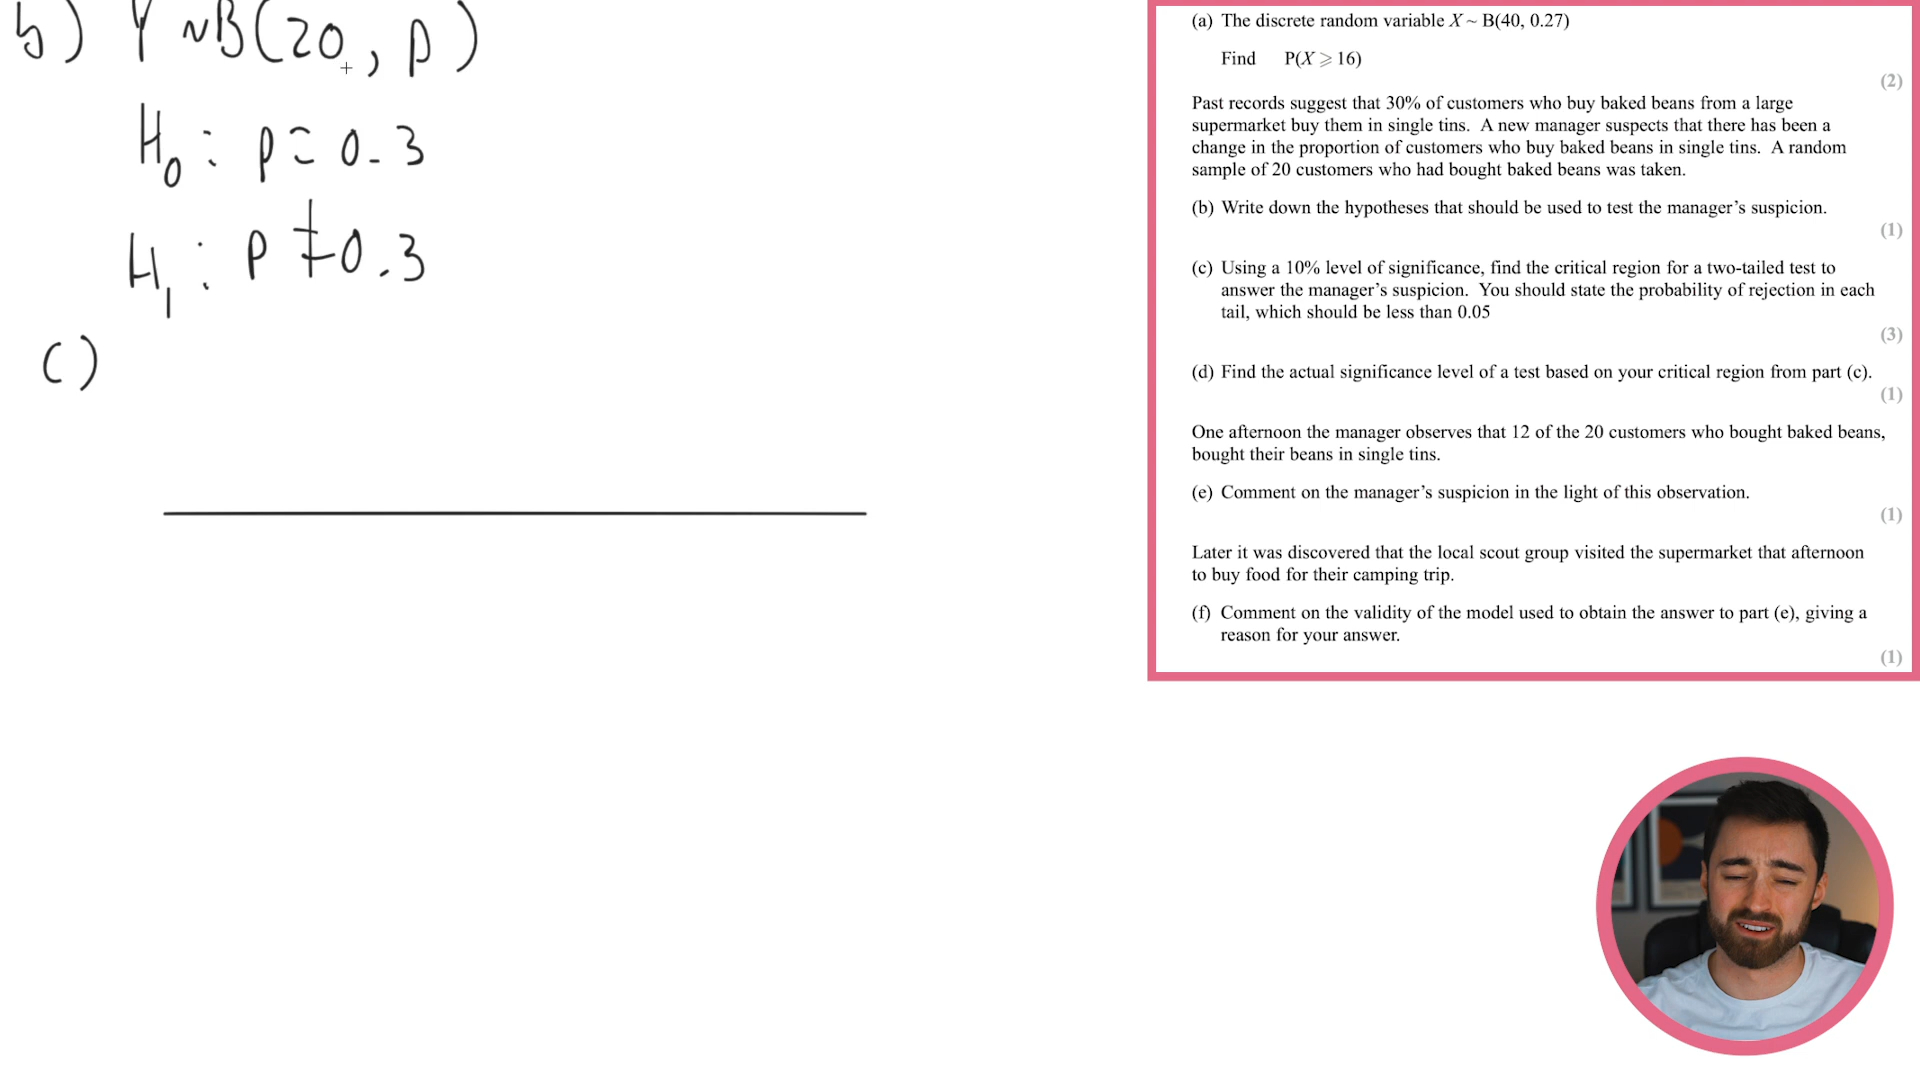 b) Y ~B(20, p)
H₀ : p = 0.3
H₁ : p ≠ 0.3
c)
(a) The discrete random variable X ~ B(40, 0.27)
Find P(X ⩾ 16)
(2)
Past records suggest that 30% of customers who buy baked beans from a large
supermarket buy them in single tins. A new manager suspects that there has been a
change in the proportion of customers who buy baked beans in single tins. A random
sample of 20 customers who had bought baked beans was taken.
(b) Write down the hypotheses that should be used to test the manager’s suspicion.
(1)
(c) Using a 10% level of significance, find the critical region for a two-tailed test to
answer the manager’s suspicion. You should state the probability of rejection in each
tail, which should be less than 0.05
(3)
(d) Find the actual significance level of a test based on your critical region from part (c).
(1)
One afternoon the manager observes that 12 of the 20 customers who bought baked beans,
bought their beans in single tins.
(e) Comment on the manager’s suspicion in the light of this observation.
(1)
Later it was discovered that the local scout group visited the supermarket that afternoon
to buy food for their camping trip.
(f) Comment on the validity of the model used to obtain the answer to part (e), giving a
reason for your answer.
(1)